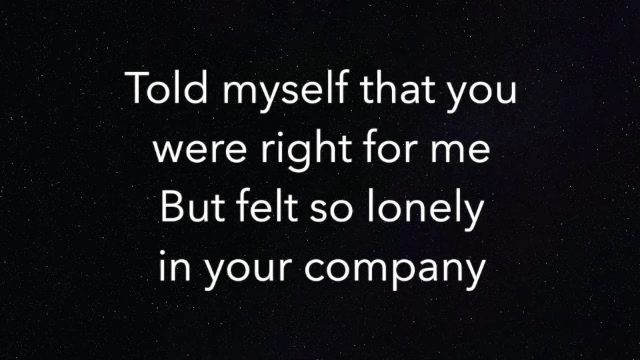 Told myself that you
were right for me
But felt so lonely
in your company